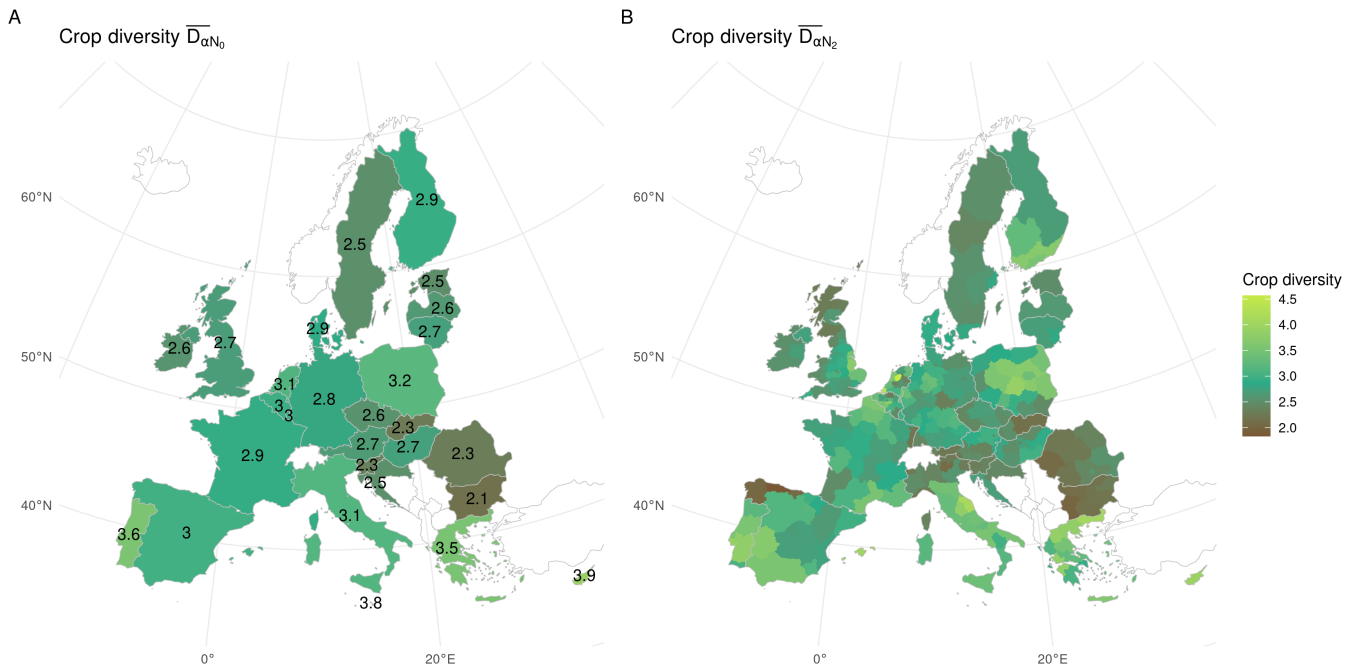 A
Crop diversity D̅αN₀
60°N
50°N
40°N
0°
20°E
2.9
2.5
2.5
2.6
2.7
2.9
2.6
2.7
3.1
3
3
2.8
3.2
2.6
2.3
2.7
2.7
2.9
2.3
2.5
2.3
2.1
3.1
3.6
3
3.5
3.9
3.8
B
Crop diversity D̅αN₂
60°N
50°N
40°N
0°
20°E
Crop diversity
4.5
4.0
3.5
3.0
2.5
2.0